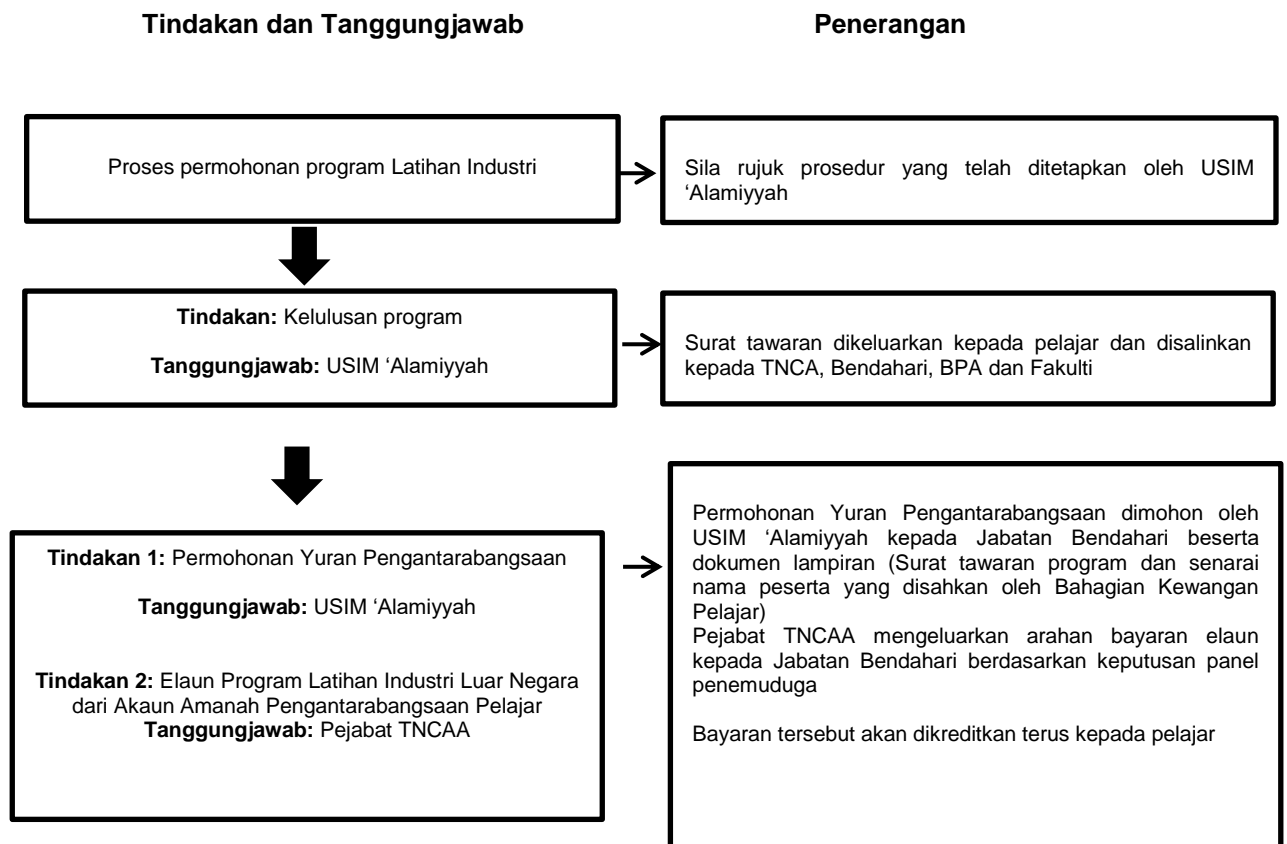 Tindakan dan Tanggungjawab
Penerangan
Proses permohonan program Latihan Industri
Sila rujuk prosedur yang telah ditetapkan oleh USIM
‘Alamiyyah
Tindakan: Kelulusan program
Tanggungjawab: USIM ‘Alamiyyah
Surat tawaran dikeluarkan kepada pelajar dan disalinkan
kepada TNCA, Bendahari, BPA dan Fakulti
Tindakan 1: Permohonan Yuran Pengantarabangsaan
Tanggungjawab: USIM ‘Alamiyyah
Tindakan 2: Elaun Program Latihan Industri Luar Negara
dari Akaun Amanah Pengantarabangsaan Pelajar
Tanggungjawab: Pejabat TNCAA
Permohonan Yuran Pengantarabangsaan dimohon oleh
USIM ‘Alamiyyah kepada Jabatan Bendahari beserta
dokumen lampiran (Surat tawaran program dan senarai
nama peserta yang disahkan oleh Bahagian Kewangan
Pelajar)
Pejabat TNCAA mengeluarkan arahan bayaran elaun
kepada Jabatan Bendahari berdasarkan keputusan panel
penemuduga
Bayaran tersebut akan dikreditkan terus kepada pelajar